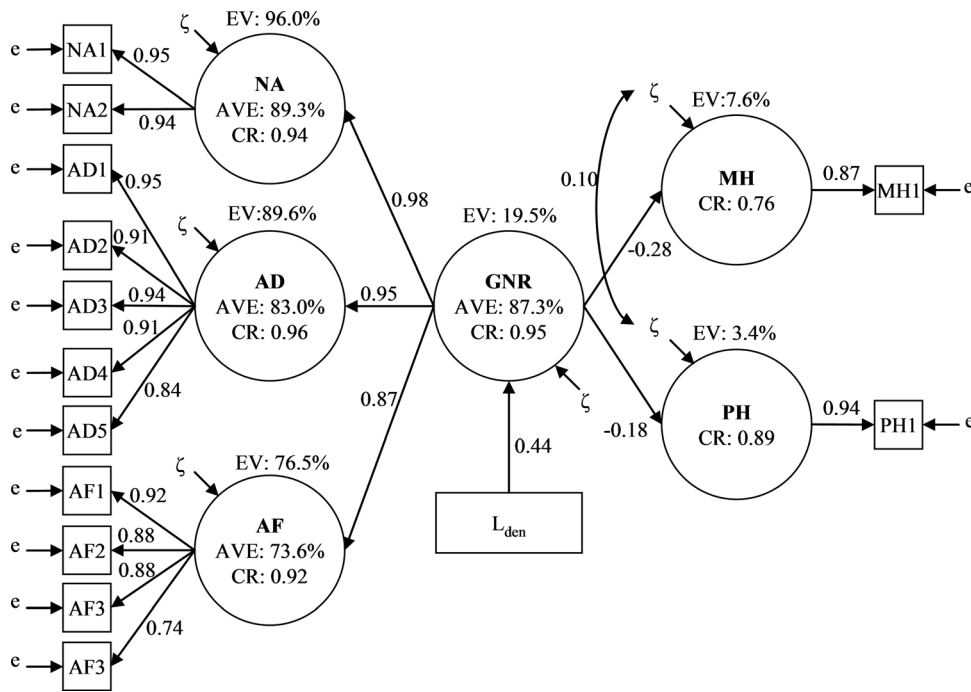 e
NA1
0.95
e
NA2
0.94
ζ
EV: 96.0%
NA
AVE: 89.3%
CR: 0.94
e
AD1
0.95
e
AD2
0.91
e
AD3
0.94
e
AD4
0.91
e
AD5
0.84
ζ
EV:89.6%
AD
AVE: 83.0%
CR: 0.96
e
AF1
0.92
e
AF2
0.88
e
AF3
0.88
e
AF3
0.74
ζ
EV: 76.5%
AF
AVE: 73.6%
CR: 0.92
0.98
0.95
0.87
EV: 19.5%
GNR
AVE: 87.3%
CR: 0.95
ζ
0.44
Lden
-0.28
-0.18
0.10
ζ
EV:7.6%
MH
CR: 0.76
0.87
MH1
e
ζ
EV: 3.4%
PH
CR: 0.89
0.94
PH1
e